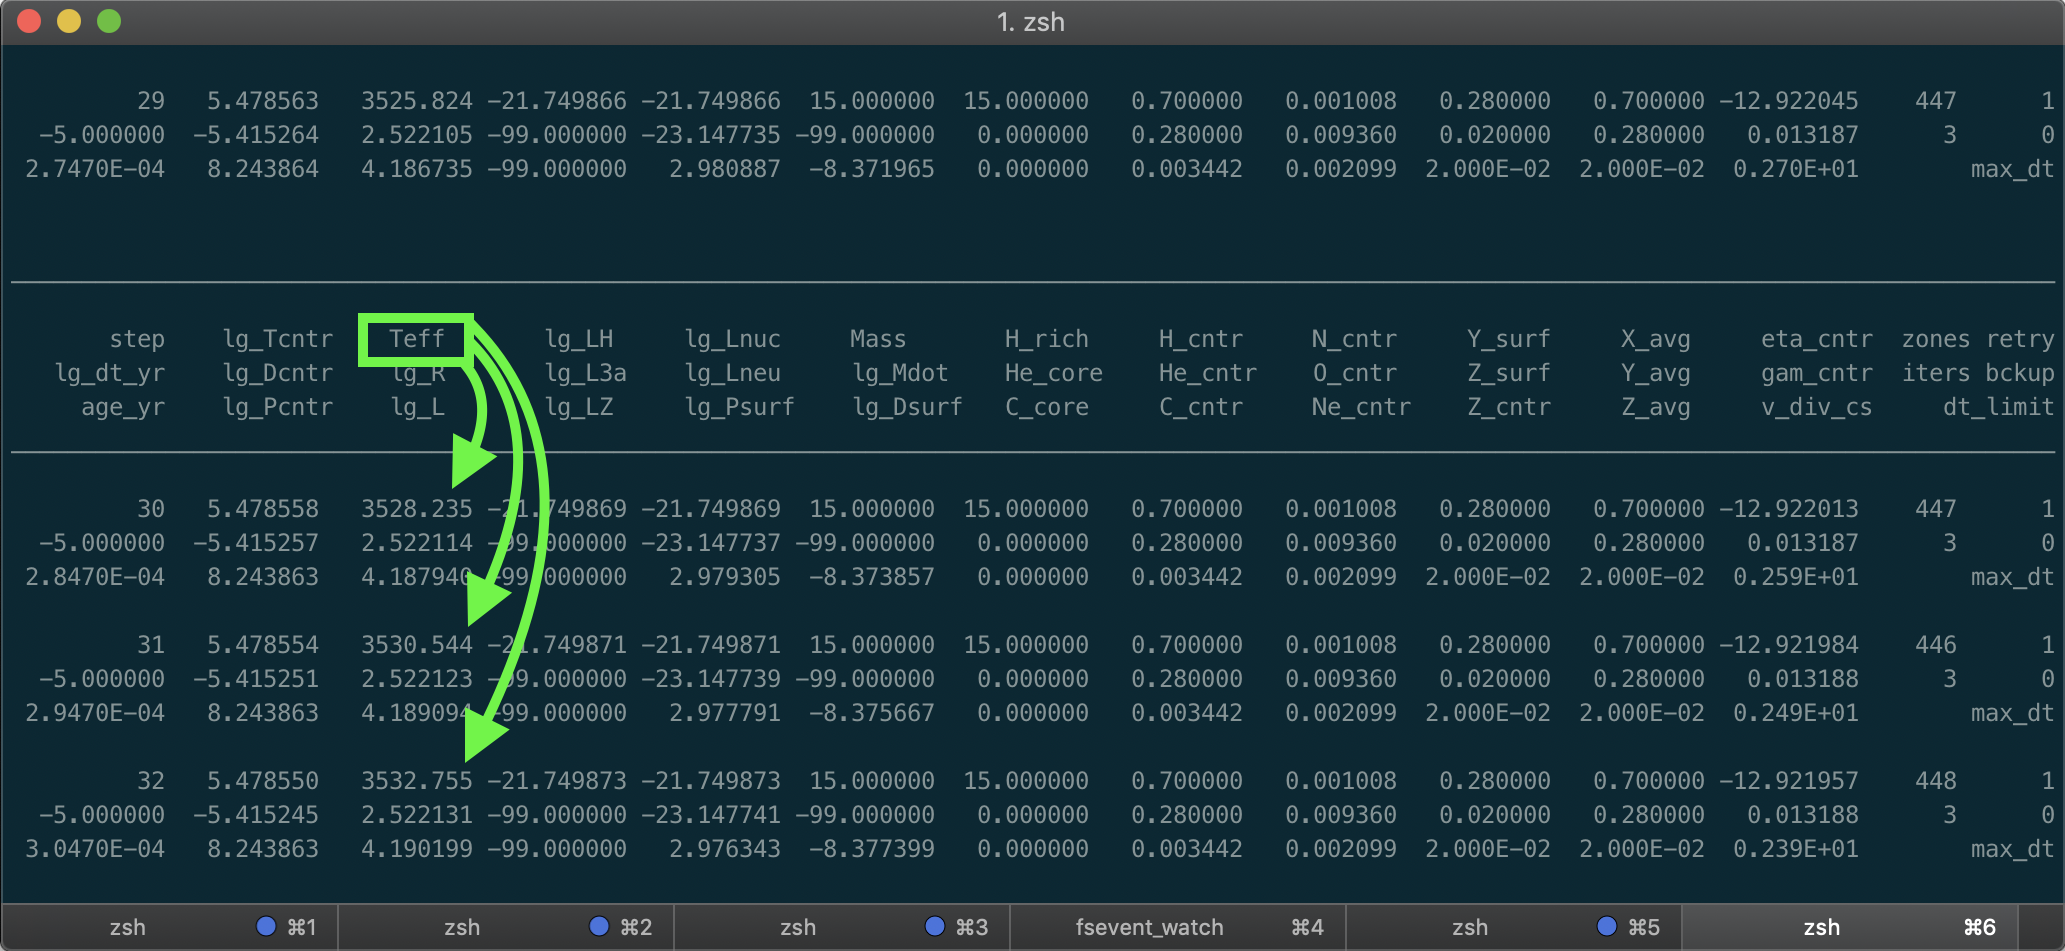 1. zsh
29 5.478563 3525.824 −21.749866 −21.749866 15.000000 15.000000 0.700000 0.001008 0.280000 0.700000 −12.922045 447 1
−5.000000 −5.415264 2.522105 −99.000000 −23.147735 −99.000000 0.000000 0.280000 0.009360 0.020000 0.280000 0.013187 3 0
2.7470E−04 8.243864 4.186735 −99.000000 2.980887 −8.371965 0.000000 0.003442 0.002099 2.000E−02 2.000E−02 0.270E+01 max_dt
step lg_Tcntr Teff lg_LH lg_Lnuc Mass H_rich H_cntr N_cntr Y_surf X_avg eta_cntr zones retry
lg_dt_yr lg_Dcntr lg_R lg_L3a lg_Lneu lg_Mdot He_core He_cntr O_cntr Z_surf Y_avg gam_cntr iters bckup
age_yr lg_Pcntr lg_L lg_LZ lg_Psurf lg_Dsurf C_core C_cntr Ne_cntr Z_cntr Z_avg v_div_cs dt_limit
30 5.478558 3528.235 −21.749869 −21.749869 15.000000 15.000000 0.700000 0.001008 0.280000 0.700000 −12.922013 447 1
−5.000000 −5.415257 2.522114 −99.000000 −23.147737 −99.000000 0.000000 0.280000 0.009360 0.020000 0.280000 0.013187 3 0
2.8470E−04 8.243863 4.187940 −99.000000 2.979305 −8.373857 0.000000 0.003442 0.002099 2.000E−02 2.000E−02 0.259E+01 max_dt
31 5.478554 3530.544 −21.749871 −21.749871 15.000000 15.000000 0.700000 0.001008 0.280000 0.700000 −12.921984 446 1
−5.000000 −5.415251 2.522123 −99.000000 −23.147739 −99.000000 0.000000 0.280000 0.009360 0.020000 0.280000 0.013188 3 0
2.9470E−04 8.243863 4.189094 −99.000000 2.977791 −8.375667 0.000000 0.003442 0.002099 2.000E−02 2.000E−02 0.249E+01 max_dt
32 5.478550 3532.755 −21.749873 −21.749873 15.000000 15.000000 0.700000 0.001008 0.280000 0.700000 −12.921957 448 1
−5.000000 −5.415245 2.522131 −99.000000 −23.147741 −99.000000 0.000000 0.280000 0.009360 0.020000 0.280000 0.013188 3 0
3.0470E−04 8.243863 4.190199 −99.000000 2.976343 −8.377399 0.000000 0.003442 0.002099 2.000E−02 2.000E−02 0.239E+01 max_dt
zsh ⌘1 zsh ⌘2 zsh ⌘3 fsevent_watch ⌘4 zsh ⌘5 zsh ⌘6